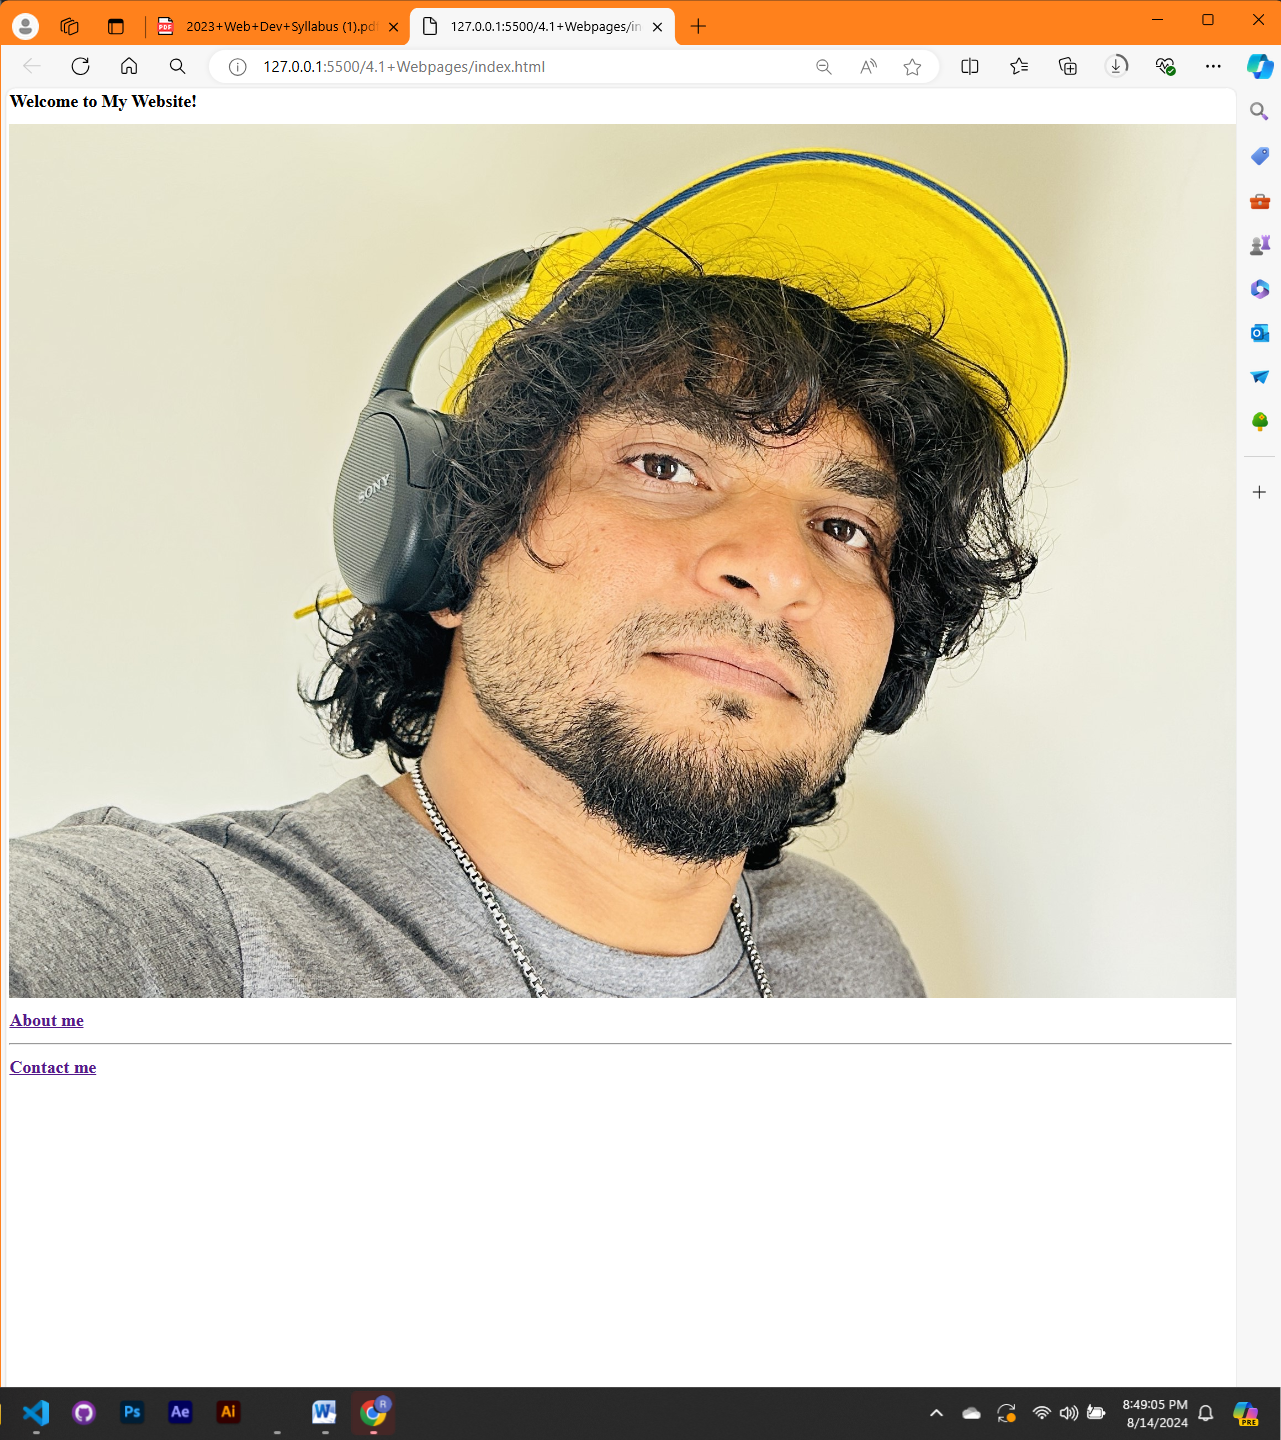 2023+Web+Dev+Syllabus (1).pdf
127.0.0.1:5500/4.1+Webpages/in
127.0.0.1:5500/4.1+Webpages/index.html
Welcome to My Website!
SONY
About me
Contact me
Ps
Ae
Ai
W
R
8:49:05 PM
8/14/2024
PRE